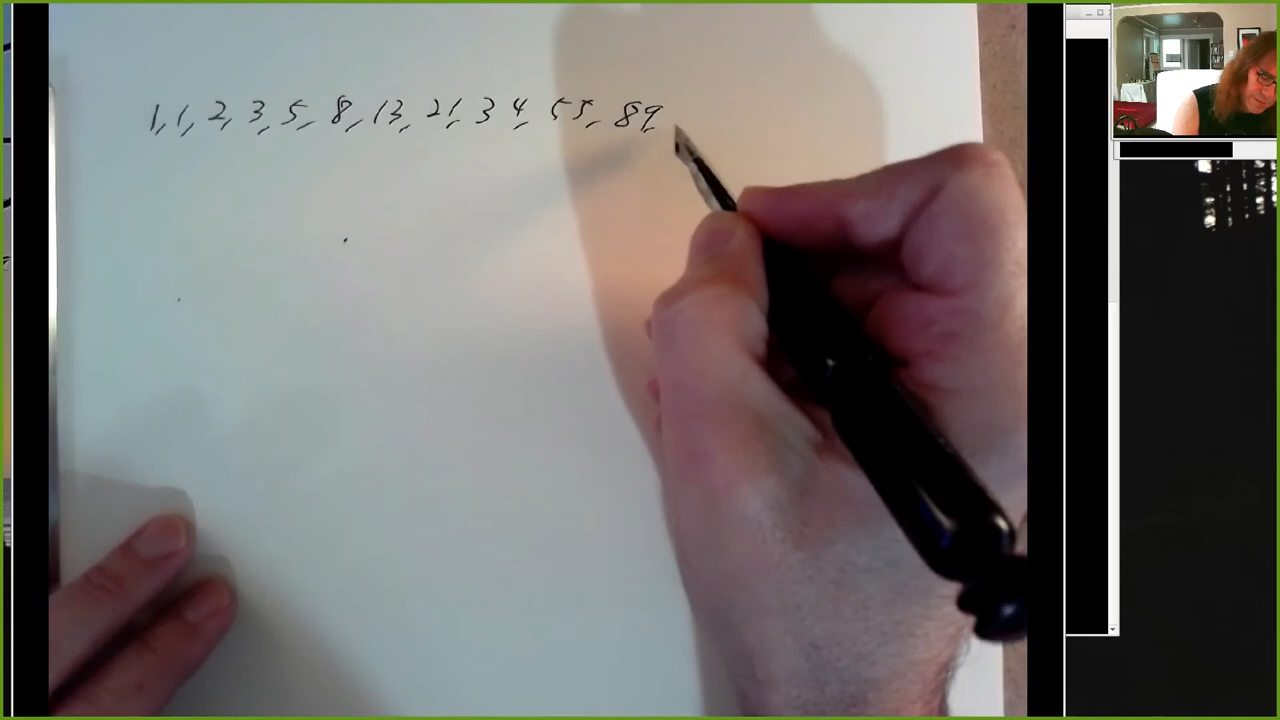 1, 1, 2, 3, 5, 8, 13, 21, 34, 55, 89,